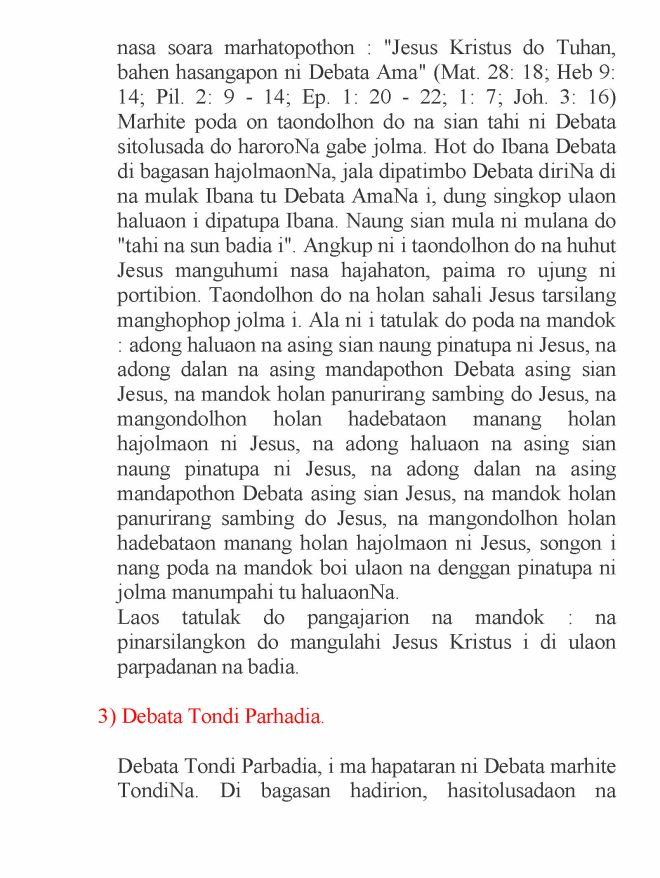 nasa soara marhatopothon : "Jesus Kristus do Tuhan,
bahen hasangapon ni Debata Ama" (Mat. 28: 18; Heb 9:
14; Pil. 2: 9 - 14; Ep. 1: 20 - 22; 1: 7; Joh. 3: 16)
Marhite poda on taondolhon do na sian tahi ni Debata
sitolusada do haroroNa gabe jolma. Hot do Ibana Debata
di bagasan hajolmaonNa, jala dipatimbo Debata diriNa di
na mulak Ibana tu Debata AmaNa i, dung singkop ulaon
haluaon i dipatupa Ibana. Naung sian mula ni mulana do
"tahi na sun badia i". Angkup ni i taondolhon do na huhut
Jesus manguhumi nasa hajahaton, paima ro ujung ni
portibion. Taondolhon do na holan sahali Jesus tarsilang
manghophop jolma i. Ala ni i tatulak do poda na mandok
: adong haluaon na asing sian naung pinatupa ni Jesus, na
adong dalan na asing mandapothon Debata asing sian
Jesus, na mandok holan panurirang sambing do Jesus, na
mangondolhon holan hadebataon manang holan
hajolmaon ni Jesus, na adong haluaon na asing sian
naung pinatupa ni Jesus, na adong dalan na asing
mandapothon Debata asing sian Jesus, na mandok holan
panurirang sambing do Jesus, na mangondolhon holan
hadebataon manang holan hajolmaon ni Jesus, songon i
nang poda na mandok boi ulaon na denggan pinatupa ni
jolma manumpahi tu haluaonNa.
Laos tatulak do pangajarion na mandok : na
pinarsilangkon do mangulahi Jesus Kristus i di ulaon
parpadanan na badia.
3) Debata Tondi Parhadia.
Debata Tondi Parbadia, i ma hapataran ni Debata marhite
TondiNa. Di bagasan hadirion, hasitolusadaon na